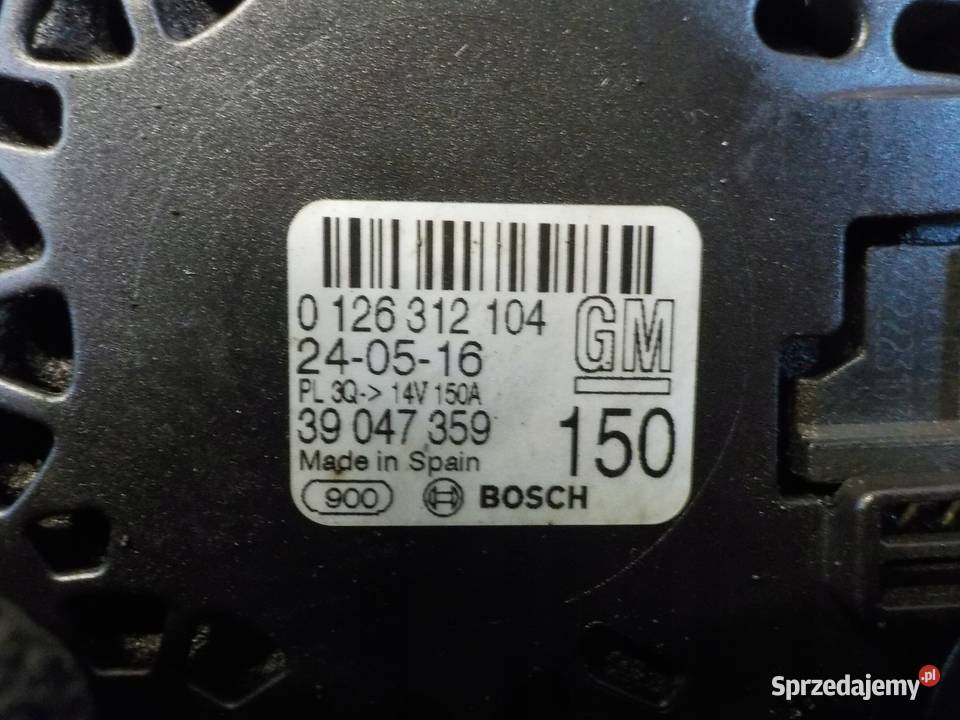 0 126 312 104
GM
24-05-16
PL 3Q-> 14V 150A
39 047 359
150
Made in Spain
900
BOSCH
Sprzedajemy.pl